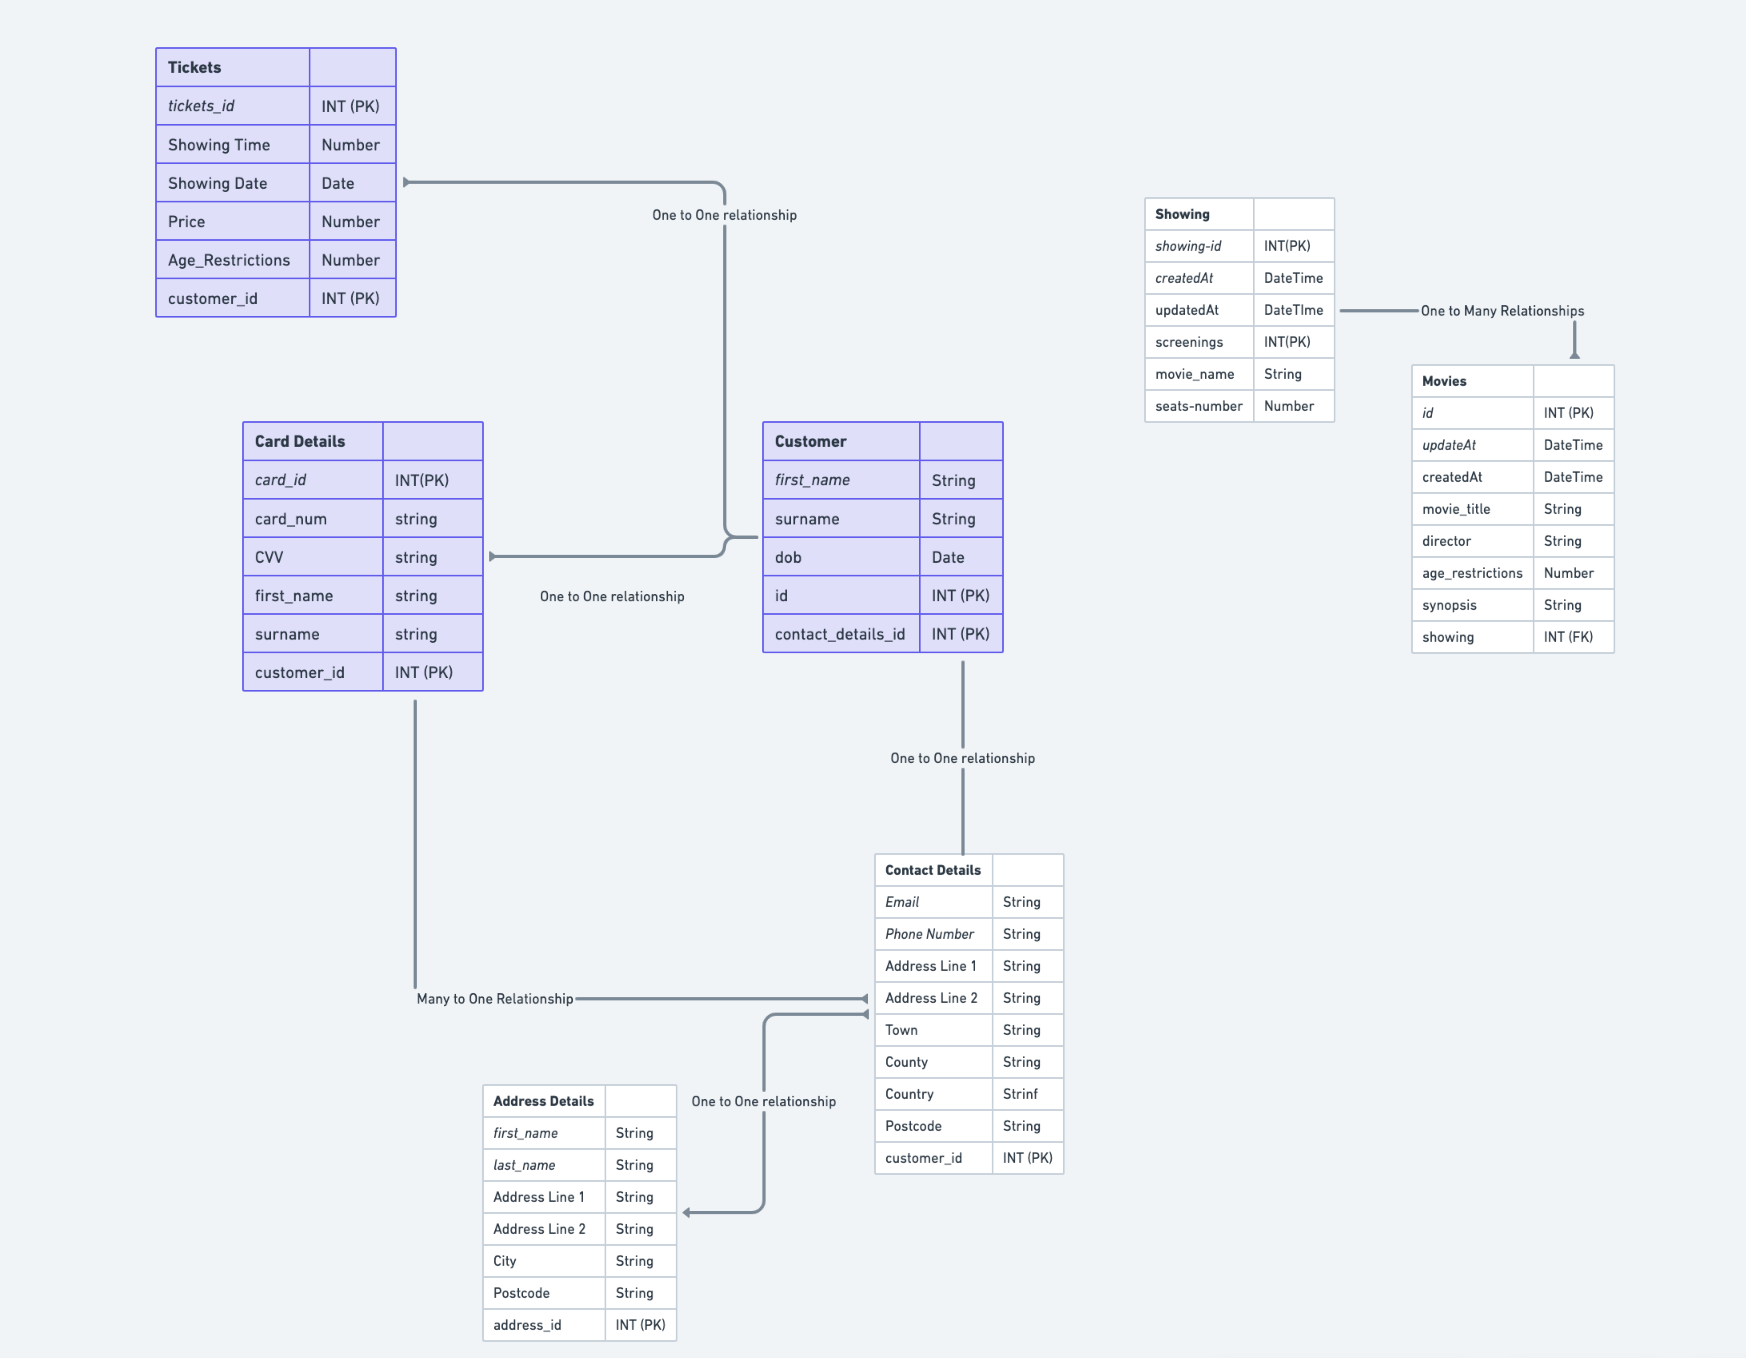 Tickets
tickets_id INT (PK)
Showing Time Number
Showing Date Date
Price Number
Age_Restrictions Number
customer_id INT (PK)
One to One relationship
Showing
showing-id INT(PK)
createdAt DateTime
updatedAt DateTIme
screenings INT(PK)
movie_name String
seats-number Number
One to Many Relationships
Movies
id INT (PK)
updateAt DateTime
createdAt DateTime
movie_title String
director String
age_restrictions Number
synopsis String
showing INT (FK)
Card Details
card_id INT(PK)
card_num string
CVV string
first_name string
surname string
customer_id INT (PK)
One to One relationship
Customer
first_name String
surname String
dob Date
id INT (PK)
contact_details_id INT (PK)
One to One relationship
Contact Details
Email String
Phone Number String
Address Line 1 String
Address Line 2 String
Town String
County String
Country Strinf
Postcode String
customer_id INT (PK)
Many to One Relationship
One to One relationship
Address Details
first_name String
last_name String
Address Line 1 String
Address Line 2 String
City String
Postcode String
address_id INT (PK)